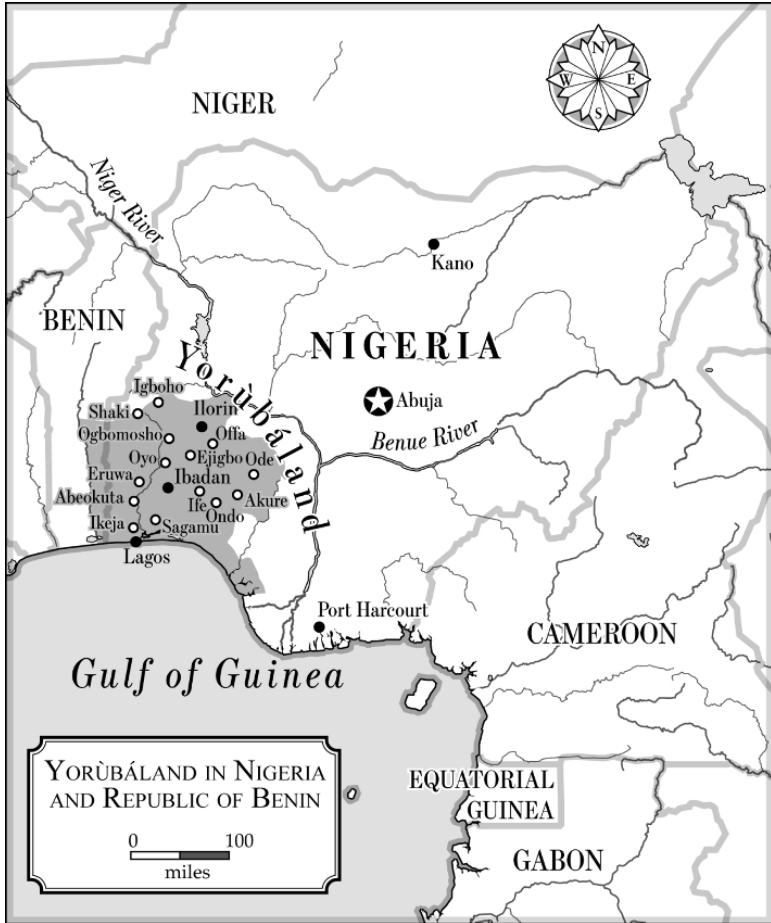 N
W
E
S
NIGER
Niger River
Kano
BENIN
NIGERIA
Yorùbáland
Igboho
Shaki
Ilorin
Abuja
Ogbomosho
Offa
Benue River
Oyo
Ejigbo
Ode
Eruwa
Ibadan
Abeokuta
Ife
Akure
Ondo
Ikeja
Sagamu
Lagos
Port Harcourt
CAMEROON
Gulf of Guinea
YORÙBÁLAND IN NIGERIA
AND REPUBLIC OF BENIN
0 100
miles
EQUATORIAL
GUINEA
GABON